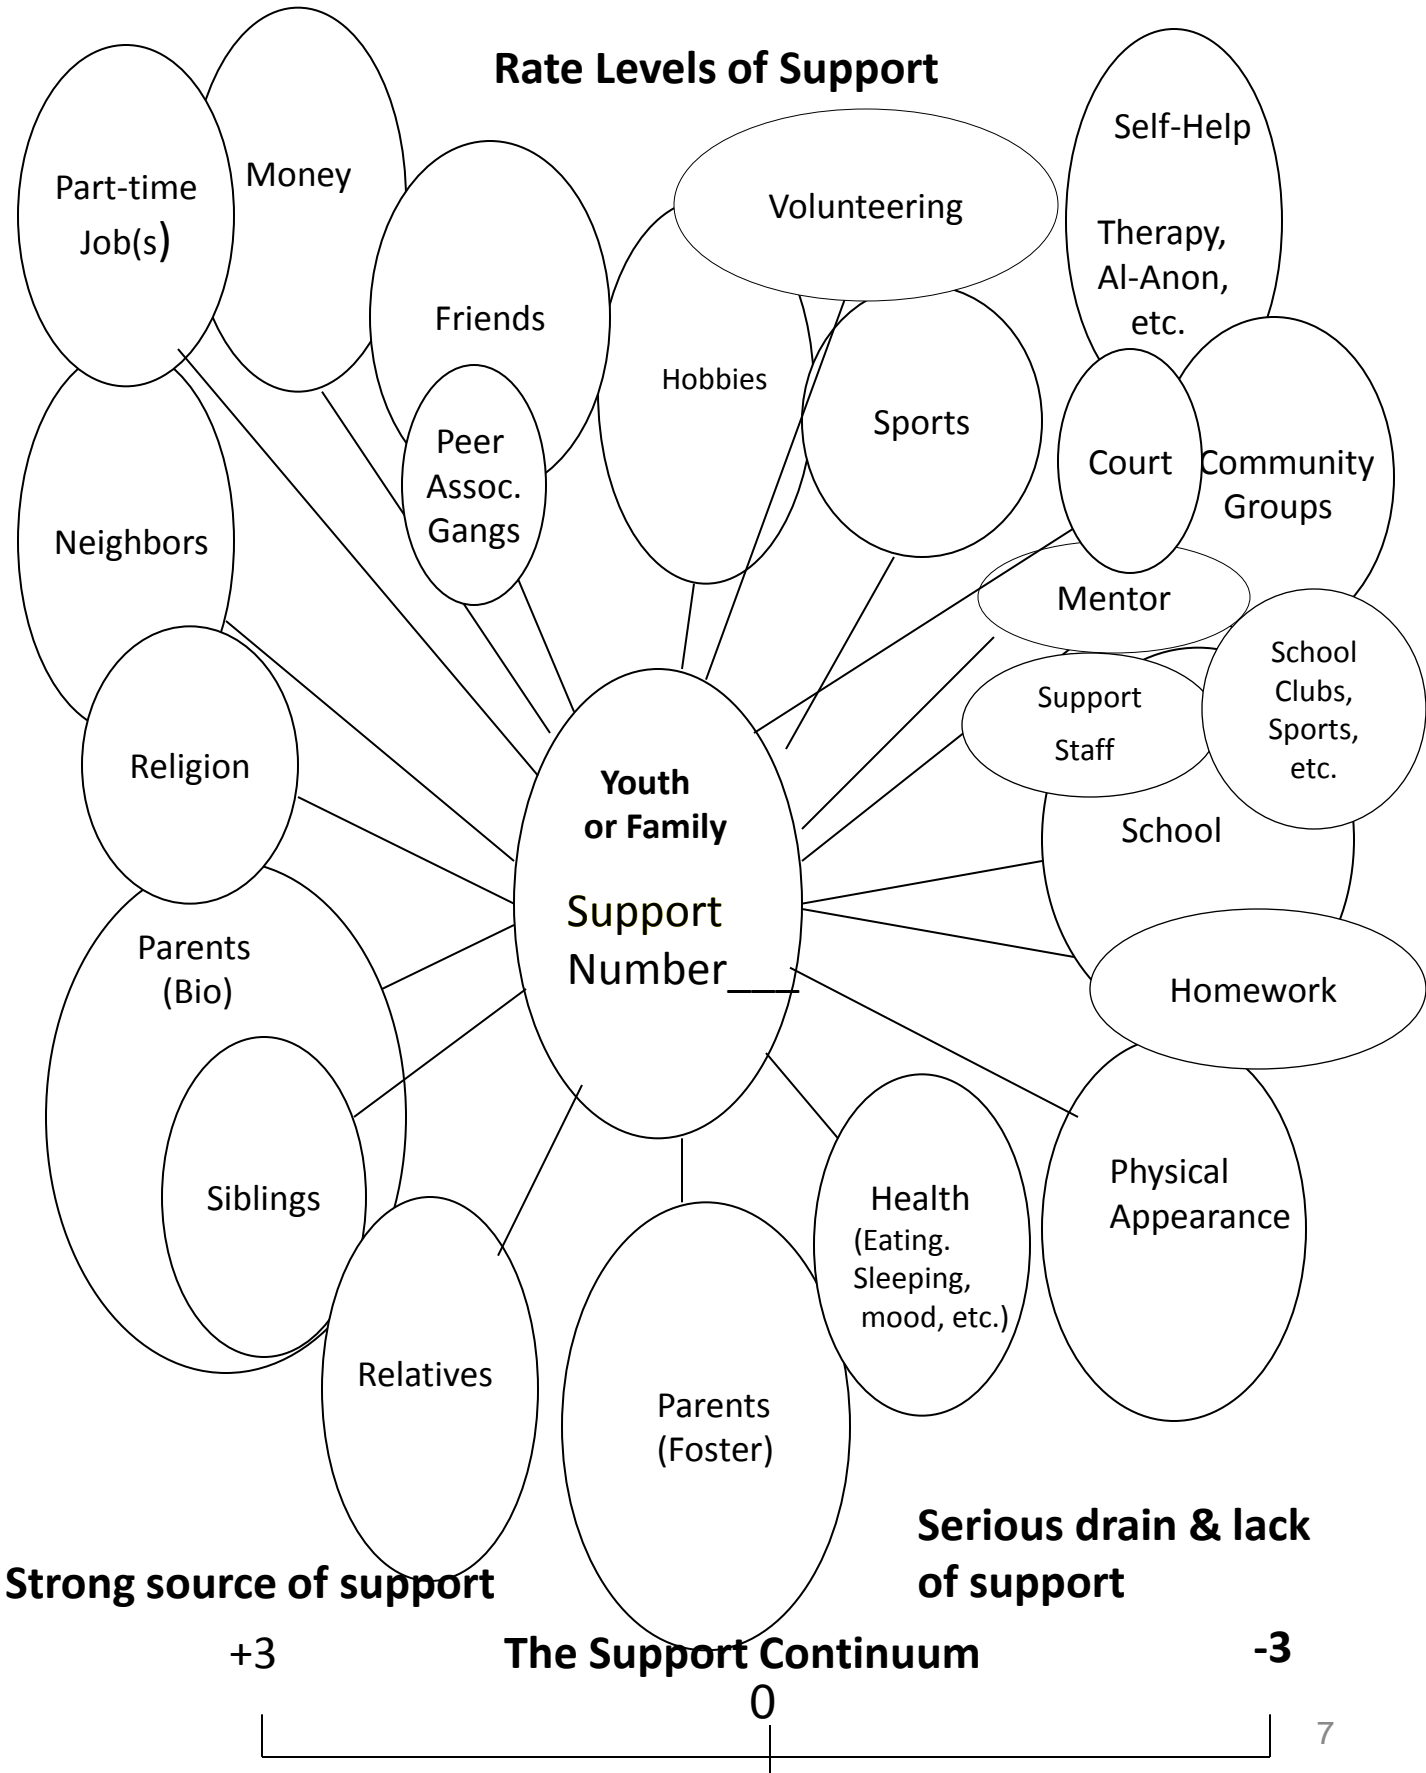 Rate Levels of Support
Part-time
Job(s)
Money
Friends
Peer
Assoc.
Gangs
Hobbies
Volunteering
Sports
Self-Help
Therapy,
Al-Anon,
etc.
Court
Community
Groups
Mentor
Support
Staff
School
Clubs,
Sports,
etc.
School
Homework
Neighbors
Religion
Youth
or Family
Support
Number___
Parents
(Bio)
Siblings
Relatives
Parents
(Foster)
Health
(Eating.
Sleeping,
mood, etc.)
Physical
Appearance
Strong source of support
Serious drain & lack
of support
+3
The Support Continuum
-3
0
7